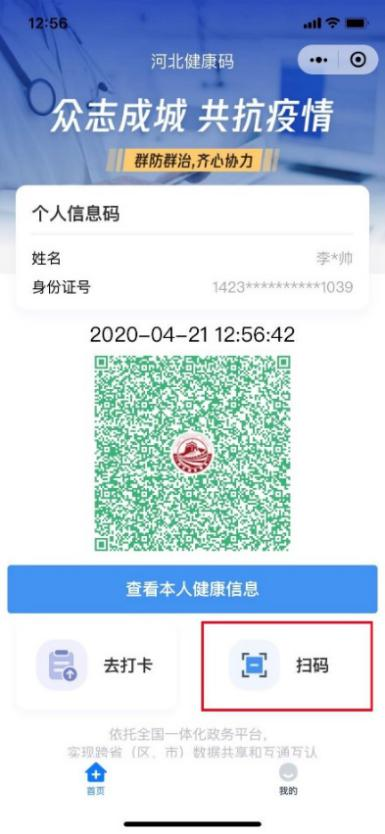 12:56
河北健康码
众志成城 共抗疫情
群防群治,齐心协力
个人信息码
姓名 李*帅
身份证号 1423**********1039
2020-04-21 12:56:42
查看本人健康信息
去打卡 扫码
依托全国一体化政务平台,
实现跨省（区、市）数据共享和互通互认
首页 我的